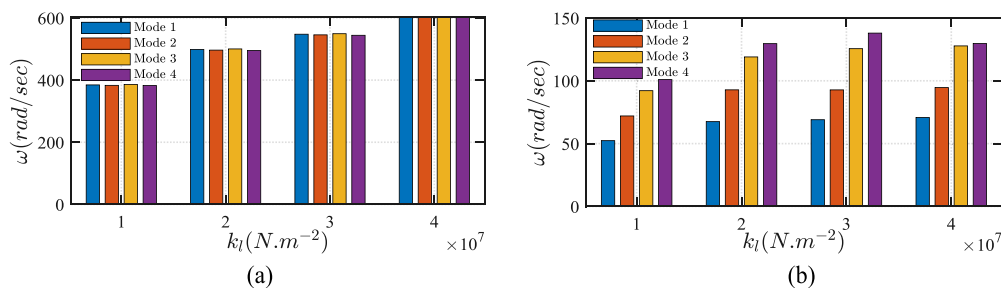 600
400
200
0
ω(rad/sec)
Mode 1
Mode 2
Mode 3
Mode 4
1 2 3 4
k_l(N.m^{-2}) ×10^7
(a)
150
100
50
0
ω(rad/sec)
Mode 1
Mode 2
Mode 3
Mode 4
1 2 3 4
k_l(N.m^{-2}) ×10^7
(b)